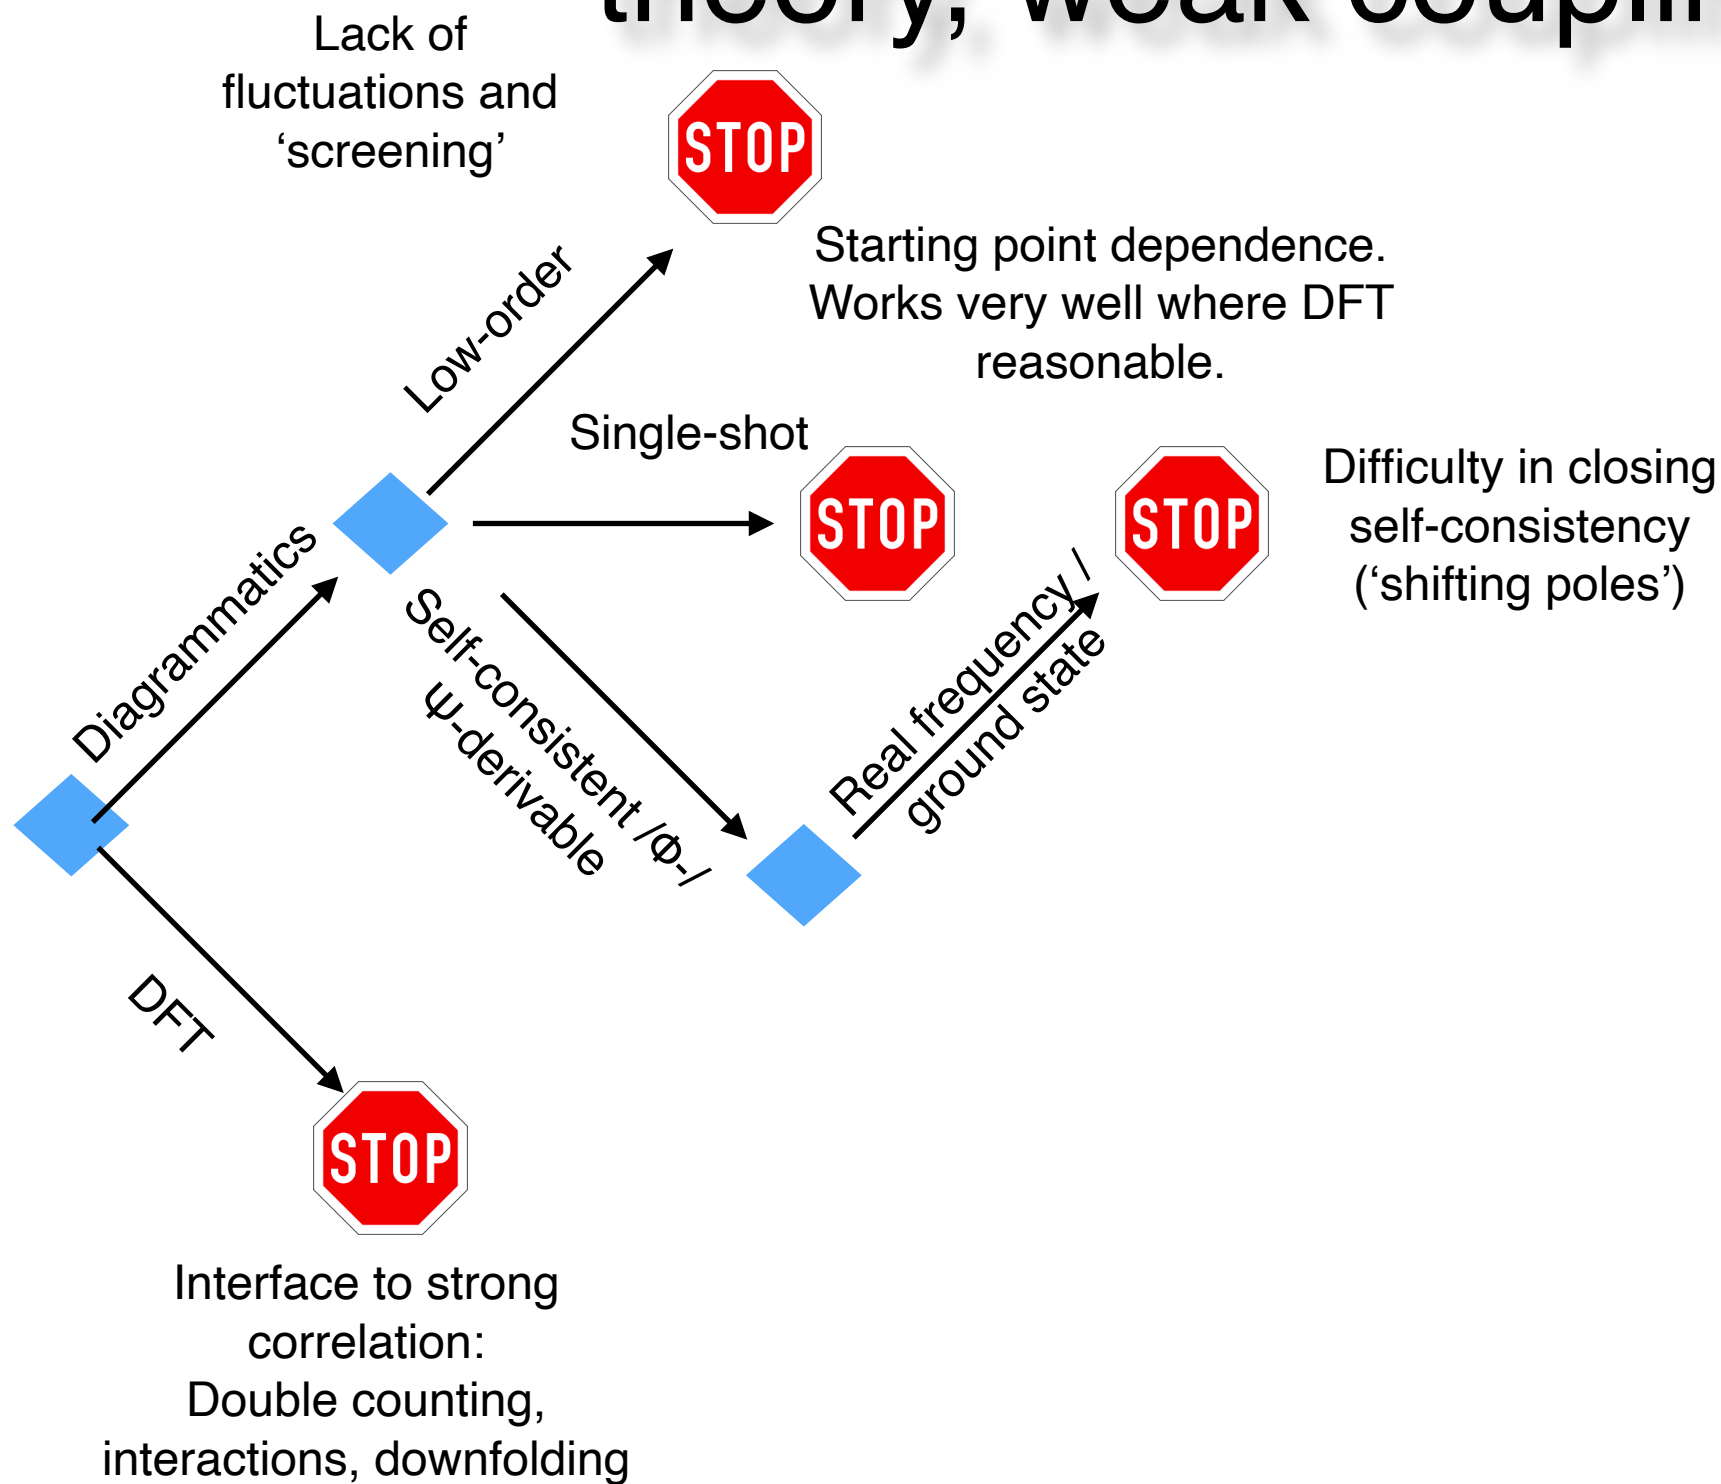 theory, weak
Lack of
fluctuations and
‘screening’
STOP
Starting point dependence.
Works very well where DFT
reasonable.
Low-order
Single-shot
STOP
STOP
Difficulty in closing
self-consistency
(‘shifting poles’)
Diagrammatics
Self-consistent /Φ-/
Ψ-derivable
Real frequency /
ground state
DFT
STOP
Interface to strong
correlation:
Double counting,
interactions, downfolding